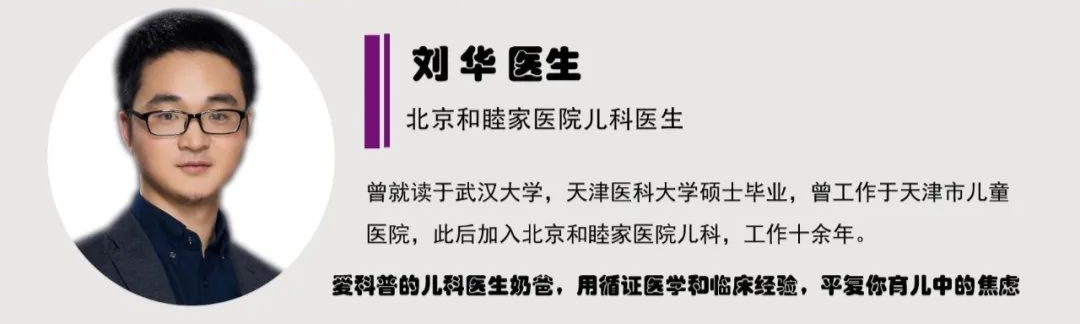 刘华医生
北京和睦家医院儿科医生
曾就读于武汉大学，天津医科大学硕士毕业，曾工作于天津市儿童
医院，此后加入北京和睦家医院儿科，工作十余年。
爱科普的儿科医生奶爸，用循证医学和临床经验，平复你育儿中的焦虑